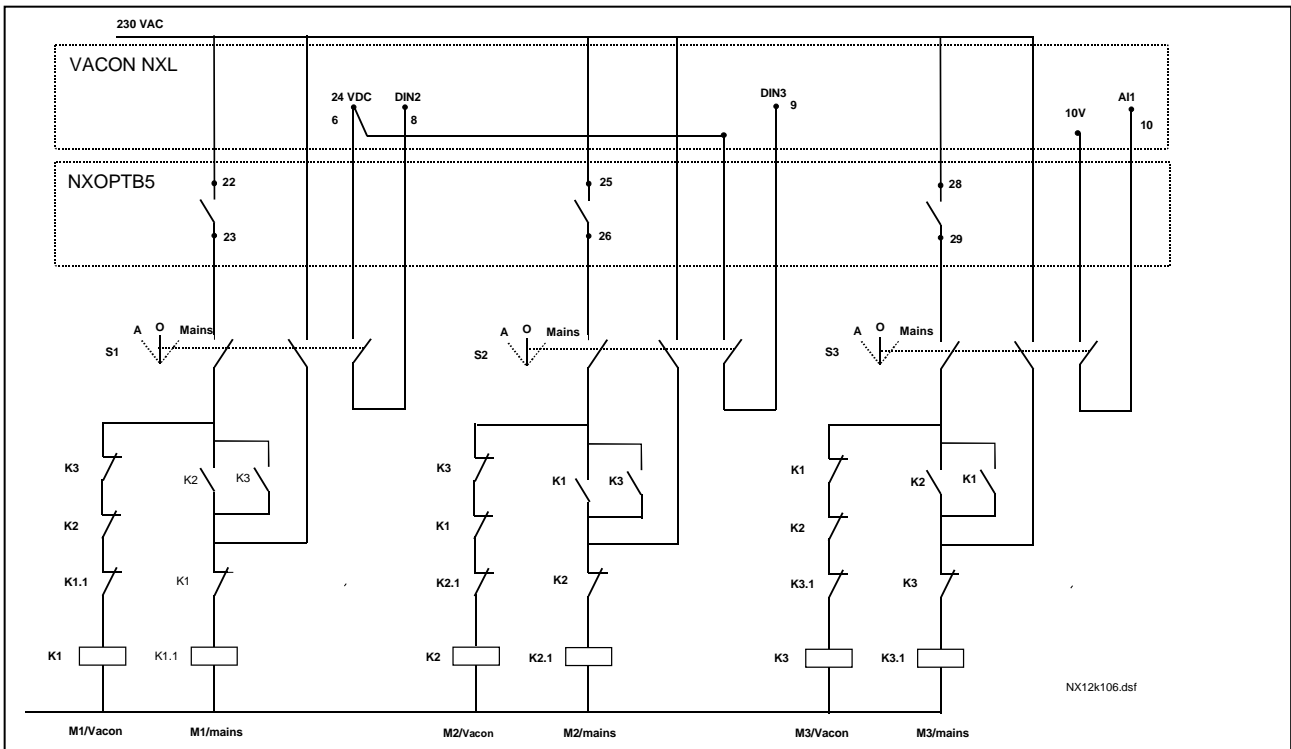 230 VAC
VACON NXL
24 VDC DIN2
6 8
DIN3
9
10V
AI1
10
NXOPTB5
22
23
25
26
28
29
A O Mains
S1
A O Mains
S2
A O Mains
S3
K3 K2 K3
K2
K1.1 K1
K1 K1.1
K3 K1 K3
K1
K2.1 K2
K2 K2.1
K1 K2 K1
K2
K3.1 K3
K3 K3.1
NX12k106.dsf
M1/Vacon M1/mains M2/Vacon M2/mains M3/Vacon M3/mains